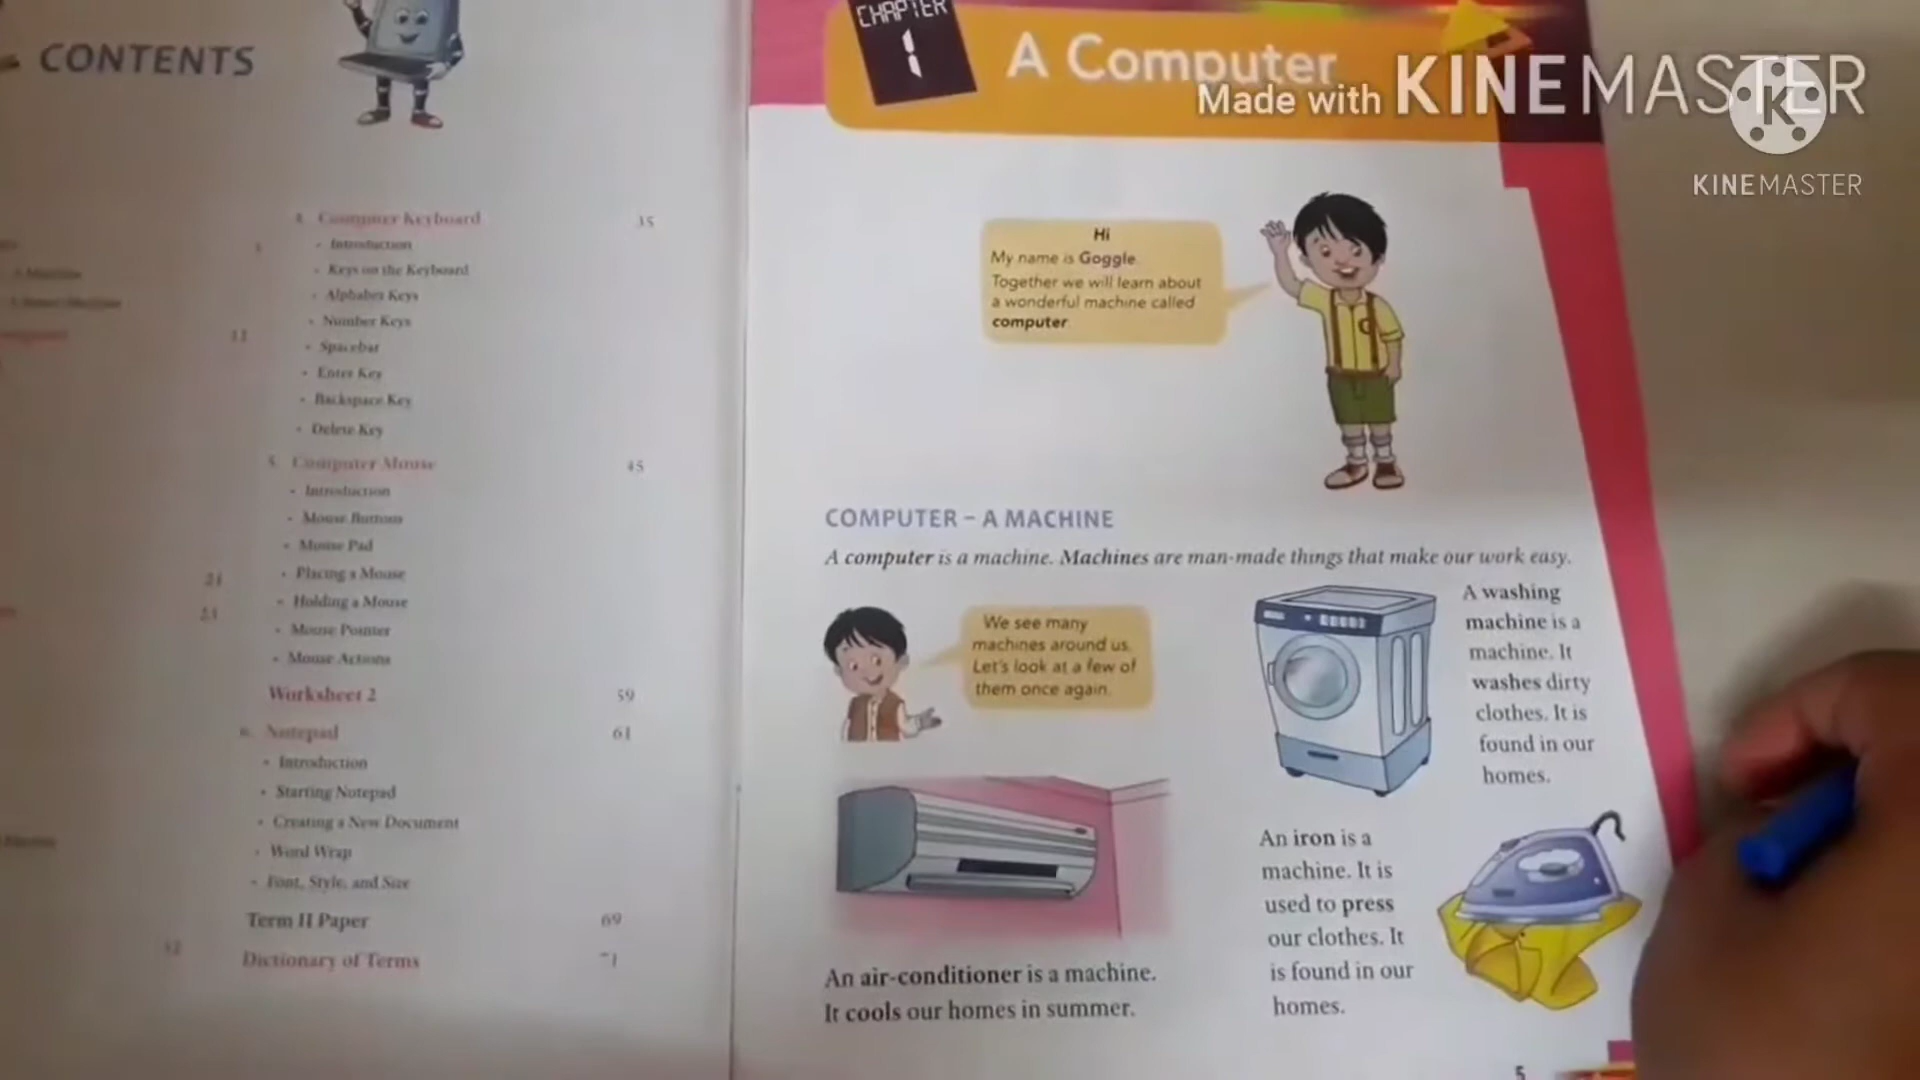 CONTENTS
4. Computer Keyboard 35
- Introduction
- Keys on the Keyboard
- Alphabet Keys
- Number Keys
- Spacebar
- Enter Key
- Backspace Key
- Delete Key
5. Computer Mouse 45
- Introduction
- Mouse Buttons
- Mouse Pad
- Placing a Mouse
- Holding a Mouse
- Mouse Pointer
- Mouse Actions
Worksheet 2 59
6. Notepad 61
- Introduction
- Starting Notepad
- Creating a New Document
- Word Wrap
- Font, Style, and Size
Term II Paper 69
Dictionary of Terms 71
CHAPTER
1
A Computer
Made with KINEMASTER
KINEMASTER
Hi
My name is Goggle.
Together we will learn about
a wonderful machine called
computer.
COMPUTER – A MACHINE
A computer is a machine. Machines are man-made things that make our work easy.
We see many
machines around us.
Let's look at a few of
them once again.
A washing
machine is a
machine. It
washes dirty
clothes. It is
found in our
homes.
An air-conditioner is a machine.
It cools our homes in summer.
An iron is a
machine. It is
used to press
our clothes. It
is found in our
homes.
5